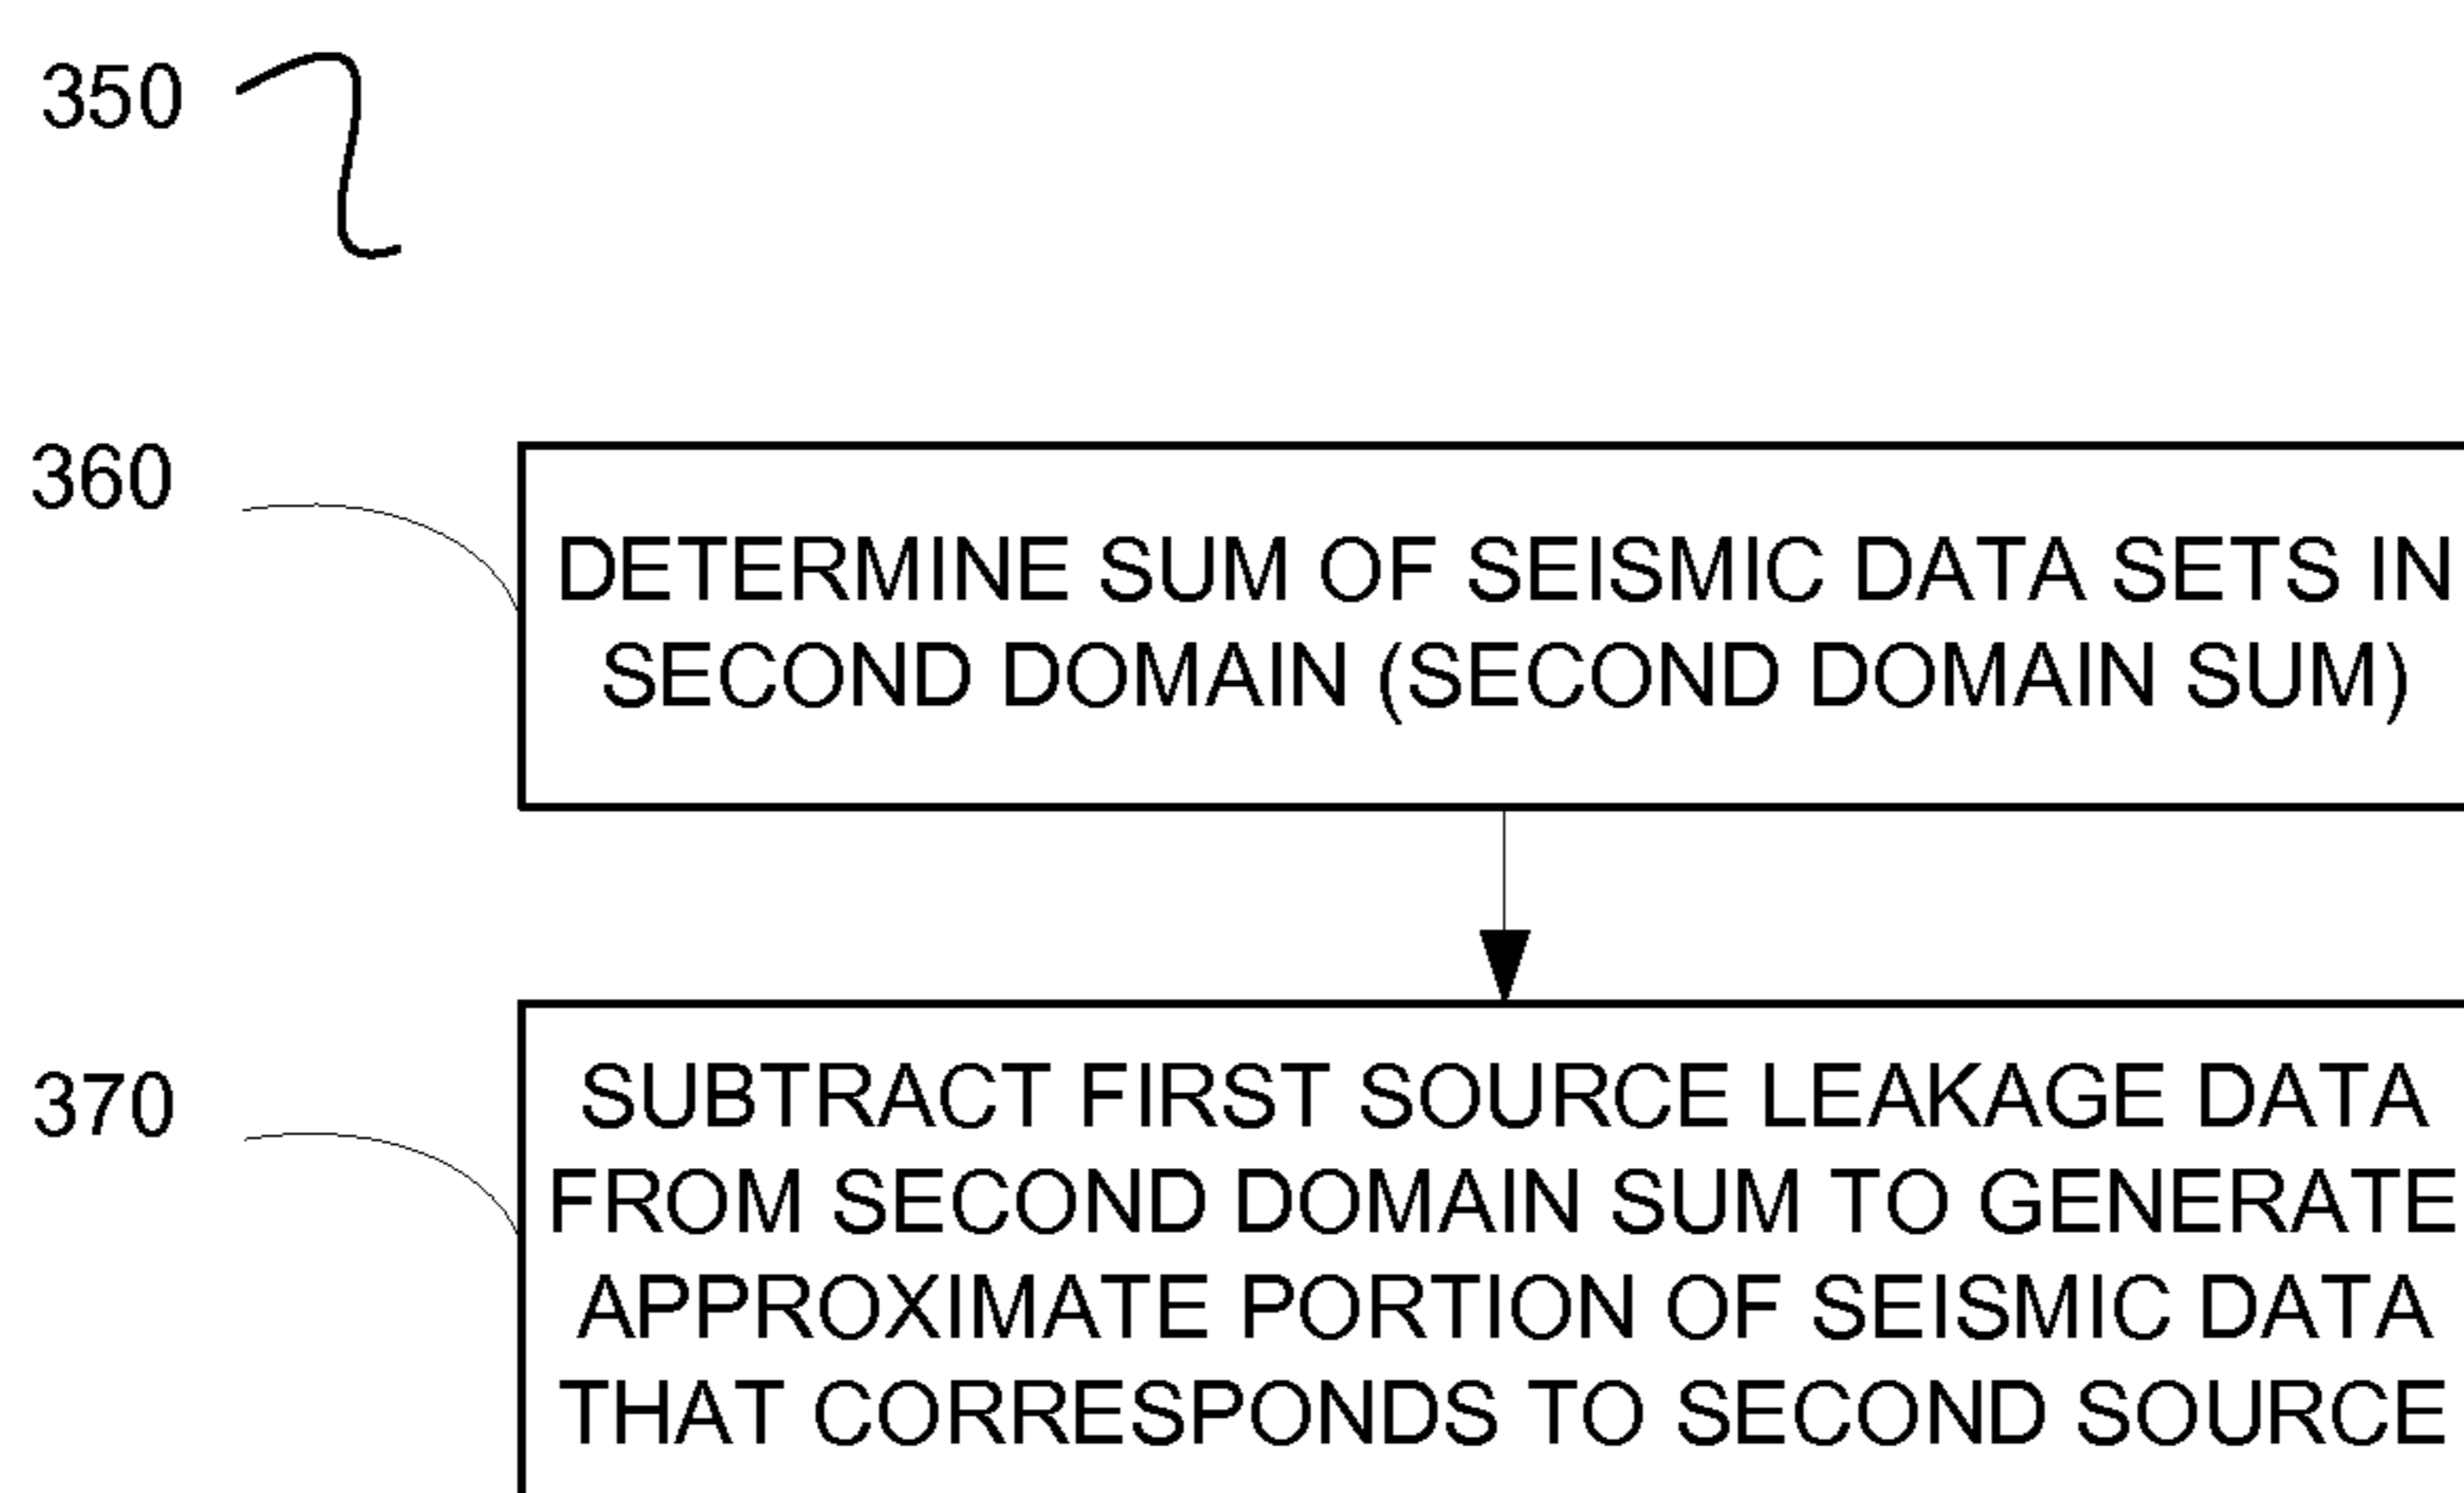 350
360
DETERMINE SUM OF SEISMIC DATA SETS IN
SECOND DOMAIN (SECOND DOMAIN SUM)
370
SUBTRACT FIRST SOURCE LEAKAGE DATA
FROM SECOND DOMAIN SUM TO GENERATE
APPROXIMATE PORTION OF SEISMIC DATA
THAT CORRESPONDS TO SECOND SOURCE